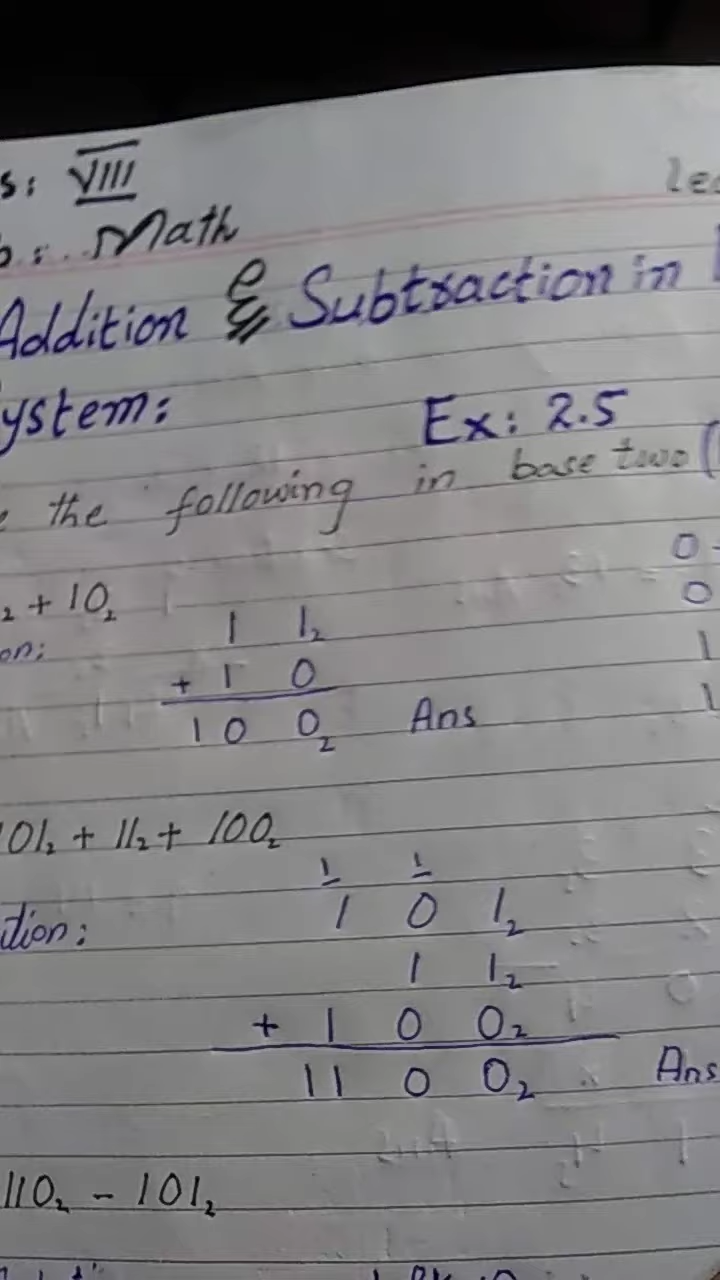 s: VIII
Math
Addition & Subtraction in
ystem:
Ex: 2.5
the following in base two (
₂ + 10₂
on:
1 1₂
+ 1 0
1 0 0₂ Ans
0
0
1
1
101₂ + 11₂ + 100₂
tion:
1 1
1 0 1₂
1 1₂
+ 1 0 0₂
11 0 0₂ Ans
110₂ - 101₂